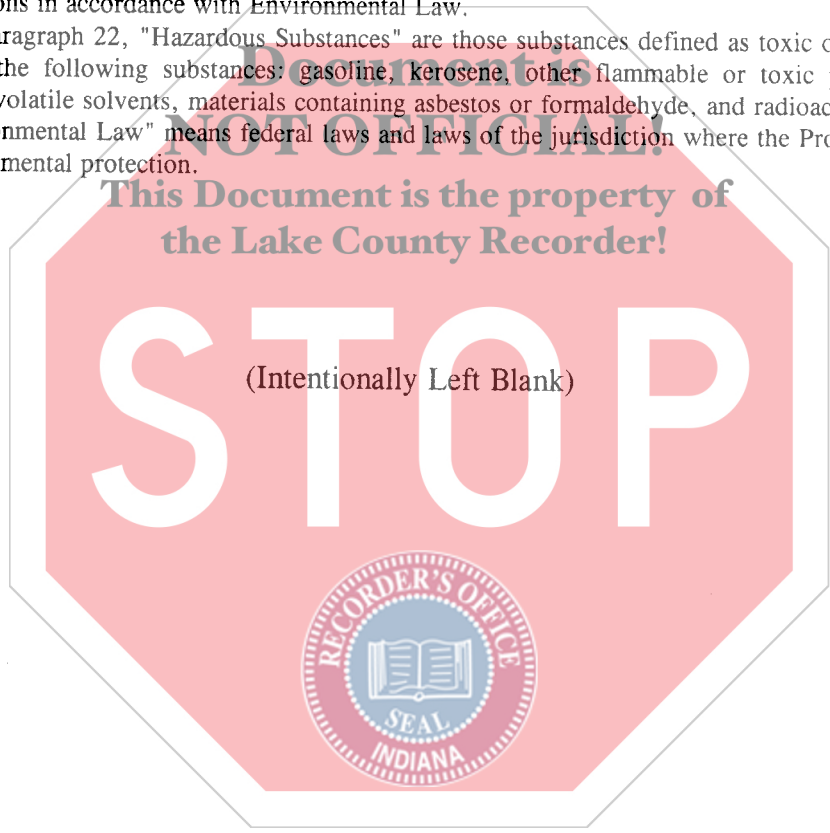 ons in accordance with Environmental Law.
ragraph 22, "Hazardous Substances" are those substances defined as toxic
the following substances: gasoline, kerosene, other flammable or toxic
volatile solvents, materials containing asbestos or formaldehyde, and radioac
nmental Law" means federal laws and laws of the jurisdiction where the Pro
mental protection.
Document is
NOT OFFICIAL!
This Document is the property of
the Lake County Recorder!
(Intentionally Left Blank)
STOP
RECORDER'S OFFICE
SEAL
INDIANA